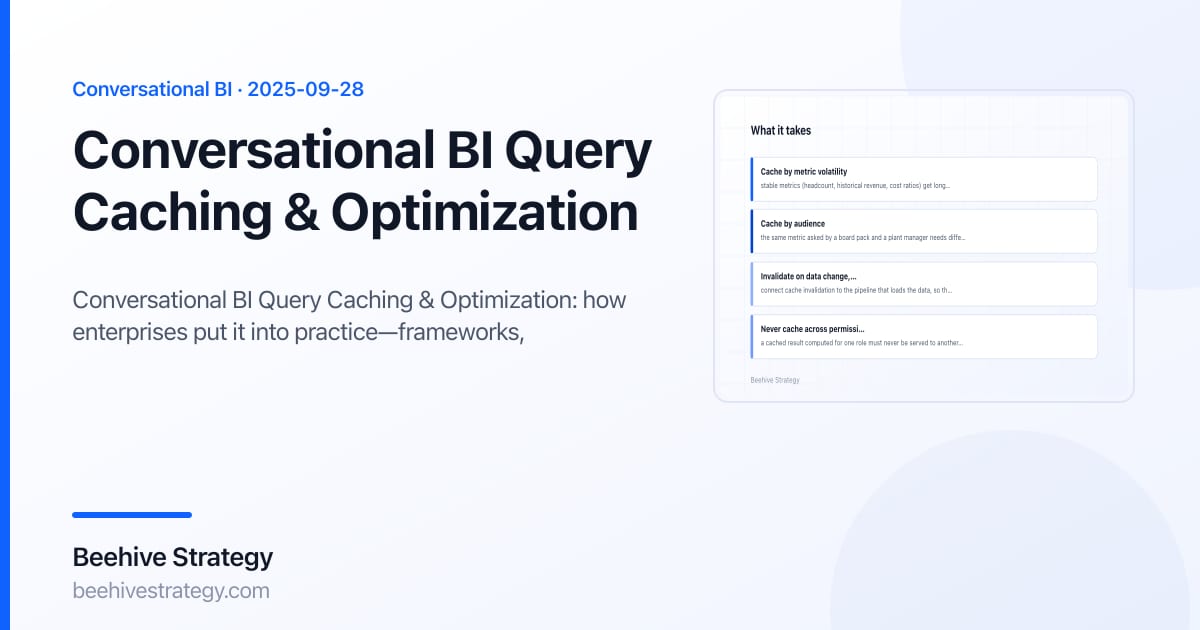 Conversational BI · 2025-09-28
Conversational BI Query
Caching & Optimization
Conversational BI Query Caching & Optimization: how
enterprises put it into practice—frameworks,
Beehive Strategy
beehivestrategy.com
What it takes
Cache by metric volatility
stable metrics (headcount, historical revenue, cost ratios) get long...
Cache by audience
the same metric asked by a board pack and a plant manager needs diffe...
Invalidate on data change,...
connect cache invalidation to the pipeline that loads the data, so th...
Never cache across permissi...
a cached result computed for one role must never be served to another...
Beehive Strategy